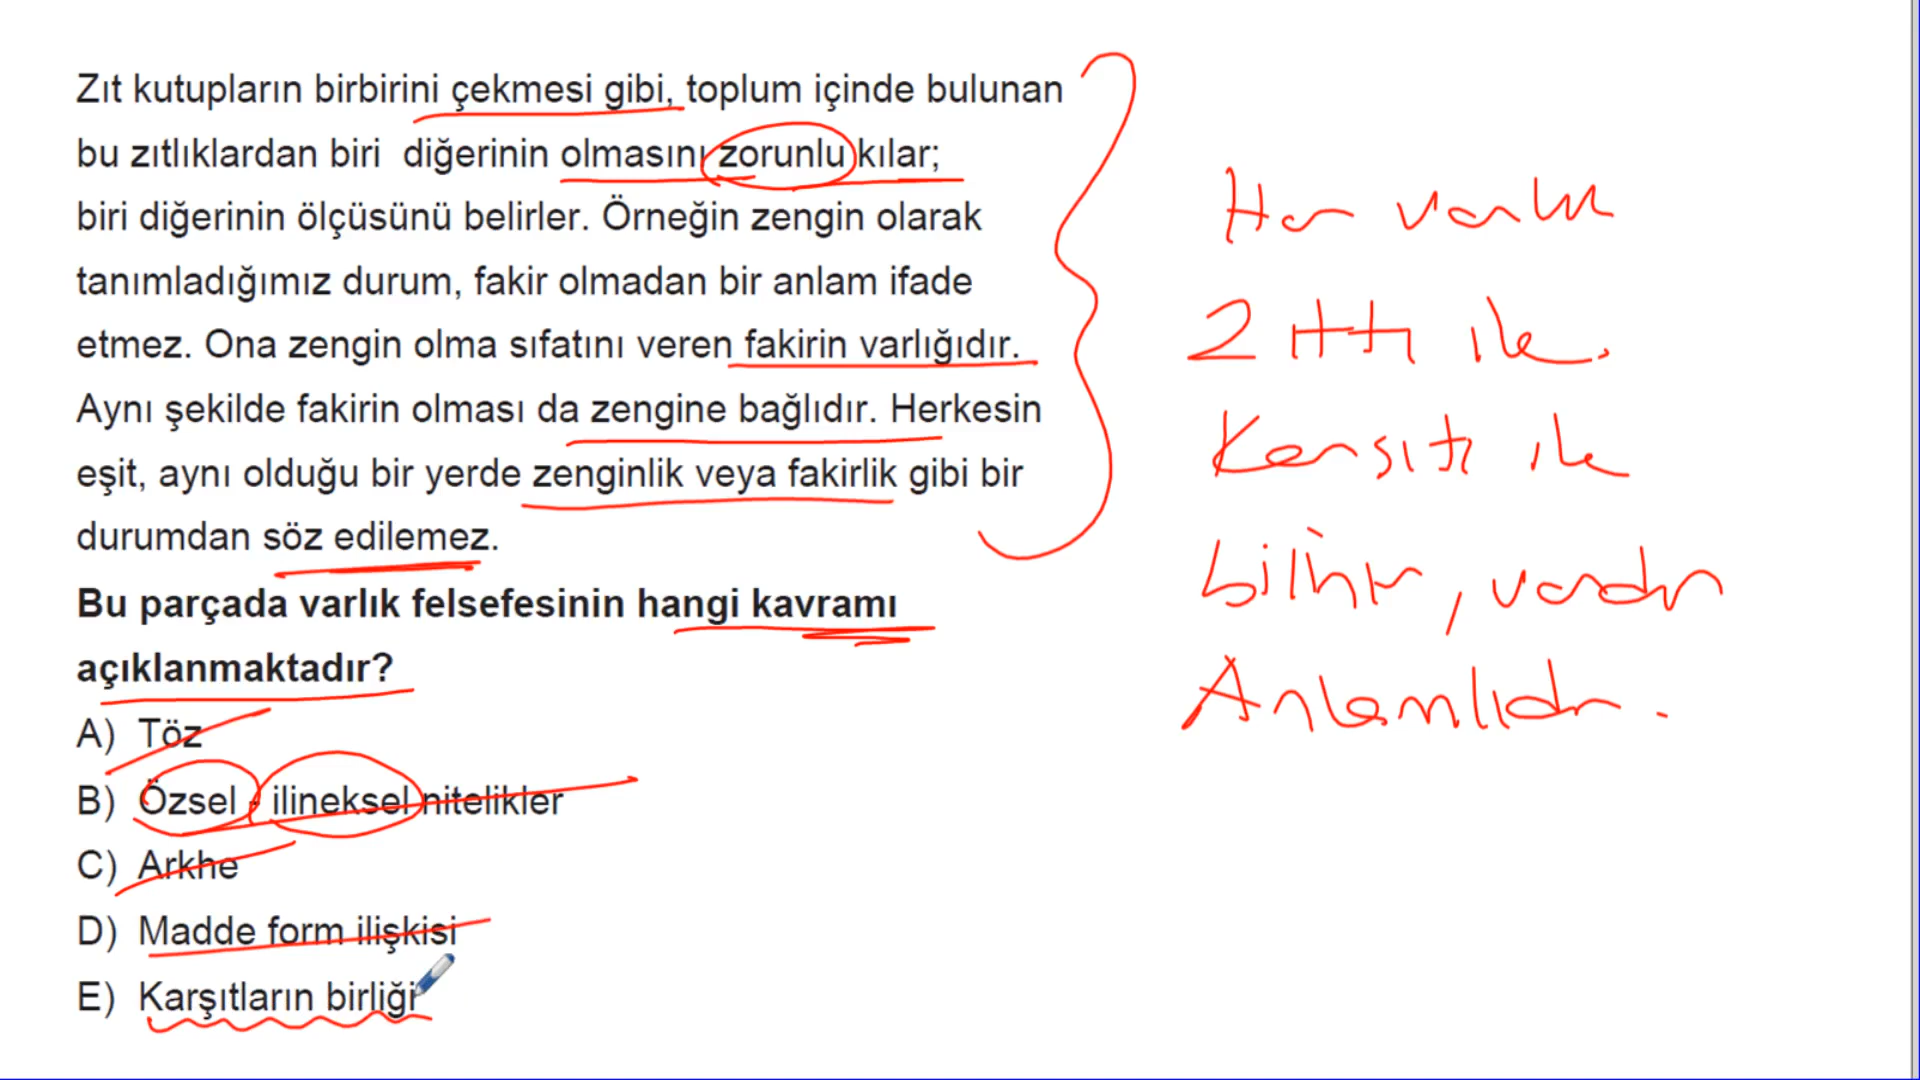 Zıt kutupların birbirini çekmesi gibi, toplum içinde bulunan
bu zıtlıklardan biri diğerinin olmasını zorunlu kılar;
biri diğerinin ölçüsünü belirler. Örneğin zengin olarak
tanımladığımız durum, fakir olmadan bir anlam ifade
etmez. Ona zengin olma sıfatını veren fakirin varlığıdır.
Aynı şekilde fakirin olması da zengine bağlıdır. Herkesin
eşit, aynı olduğu bir yerde zenginlik veya fakirlik gibi bir
durumdan söz edilemez.
Bu parçada varlık felsefesinin hangi kavramı
açıklanmaktadır?
A) Töz
B) Özsel - ilineksel nitelikler
C) Arkhe
D) Madde form ilişkisi
E) Karşıtların birliği
Her varlık
Zıttı ile.
Karşıtı ile
bilinir, vardır
Anlamlıdır.